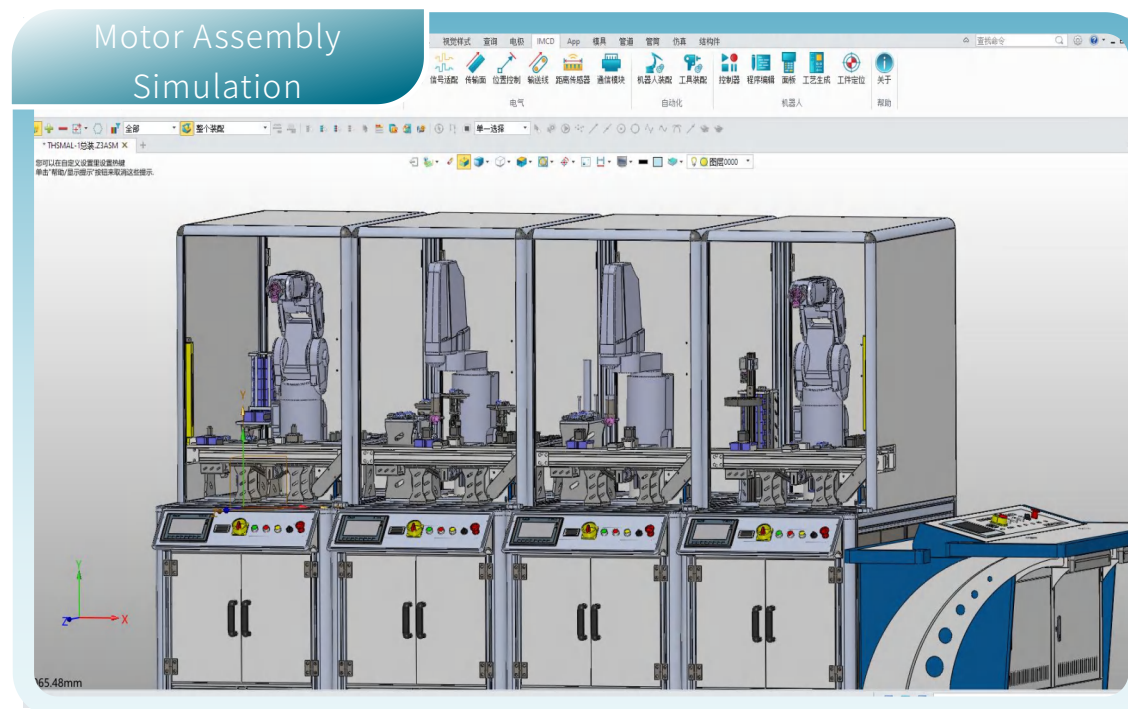 Motor Assembly
Simulation
视觉样式 查询 电极 IMCD App 模具 管道 管筒 仿真 结构件
查找命令
信号适配 传输面 位置控制 输送线 距离传感器 通信模块 机器人装配 工具装配 控制器 程序编辑 面板 工艺生成 工件定位 关于
电气 自动化 机器人 帮助
全部 整个装配 单一选择
* THSMAL-1总装.Z3ASM X +
您可以在自定义设置里设置热键
单击"帮助/显示提示"按钮来取消这些提示.
图层0000
Y
Y
Z X
65.48mm